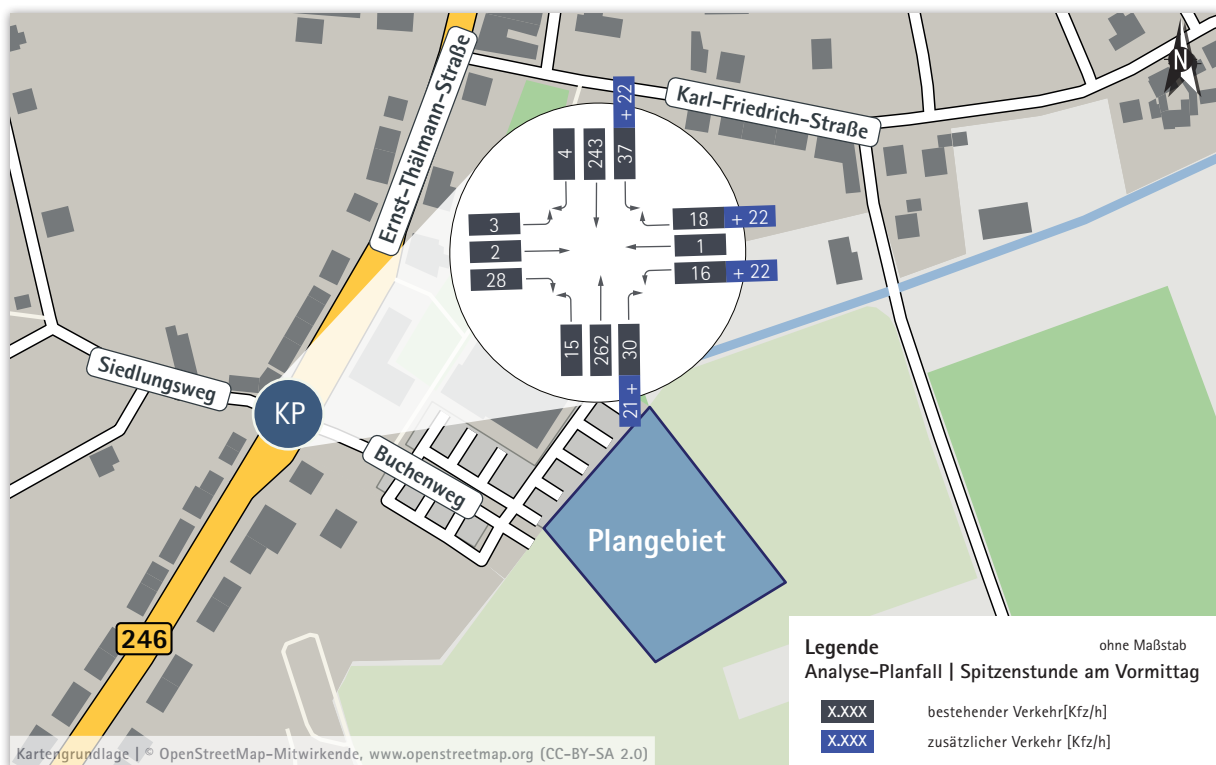 N
Karl-Friedrich-Straße
Ernst-Thälmann-Straße
+ 22
4
243
37
3
2
28
18 + 22
1
16 + 22
15
262
30
21 +
Siedlungsweg
KP
Buchenweg
Plangebiet
246
Legende
ohne Maßstab
Analyse-Planfall | Spitzenstunde am Vormittag
X.XXX bestehender Verkehr[Kfz/h]
X.XXX zusätzlicher Verkehr [Kfz/h]
Kartengrundlage | © OpenStreetMap-Mitwirkende, www.openstreetmap.org (CC-BY-SA 2.0)